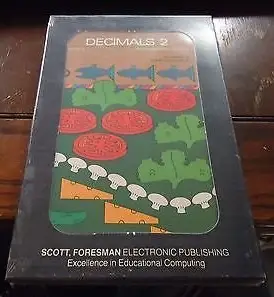 DECIMALS 2
SCOTT, FORESMAN ELECTRONIC PUBLISHING
Excellence in Educational Computing